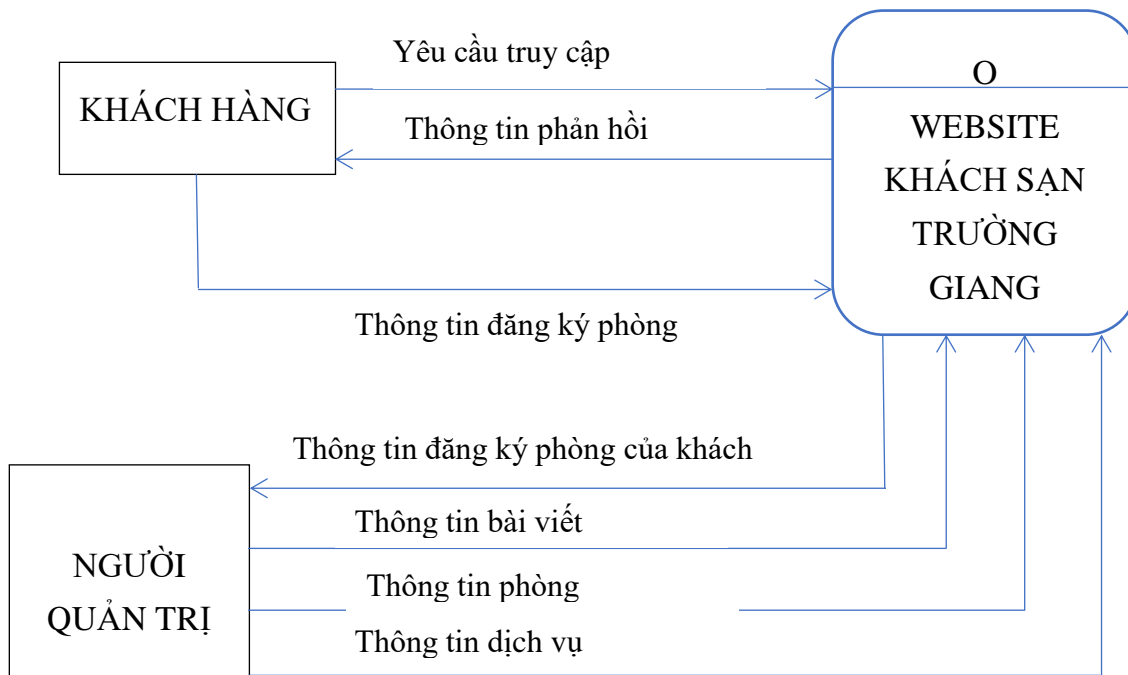 Yêu cầu truy cập
O
KHÁCH HÀNG
Thông tin phản hồi
WEBSITE
KHÁCH SẠN
TRƯỜNG
GIANG
Thông tin đăng ký phòng
Thông tin đăng ký phòng của khách
Thông tin bài viết
NGƯỜI
QUẢN TRỊ
Thông tin phòng
Thông tin dịch vụ